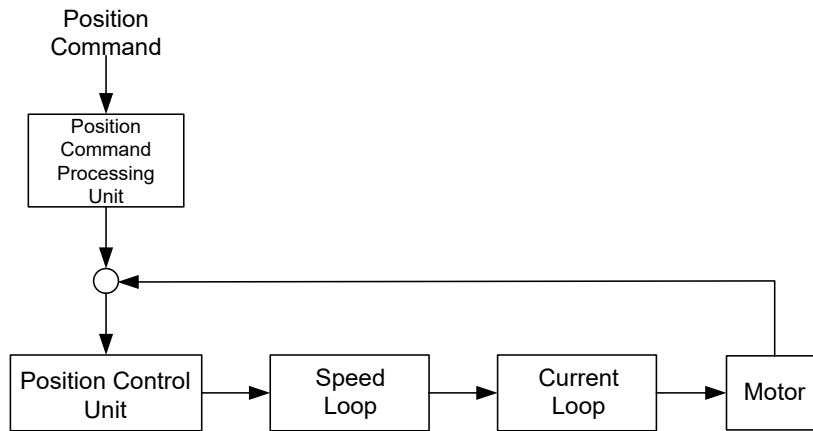 Position
Command
Position
Command
Processing
Unit
Position Control
Unit
Speed
Loop
Current
Loop
Motor